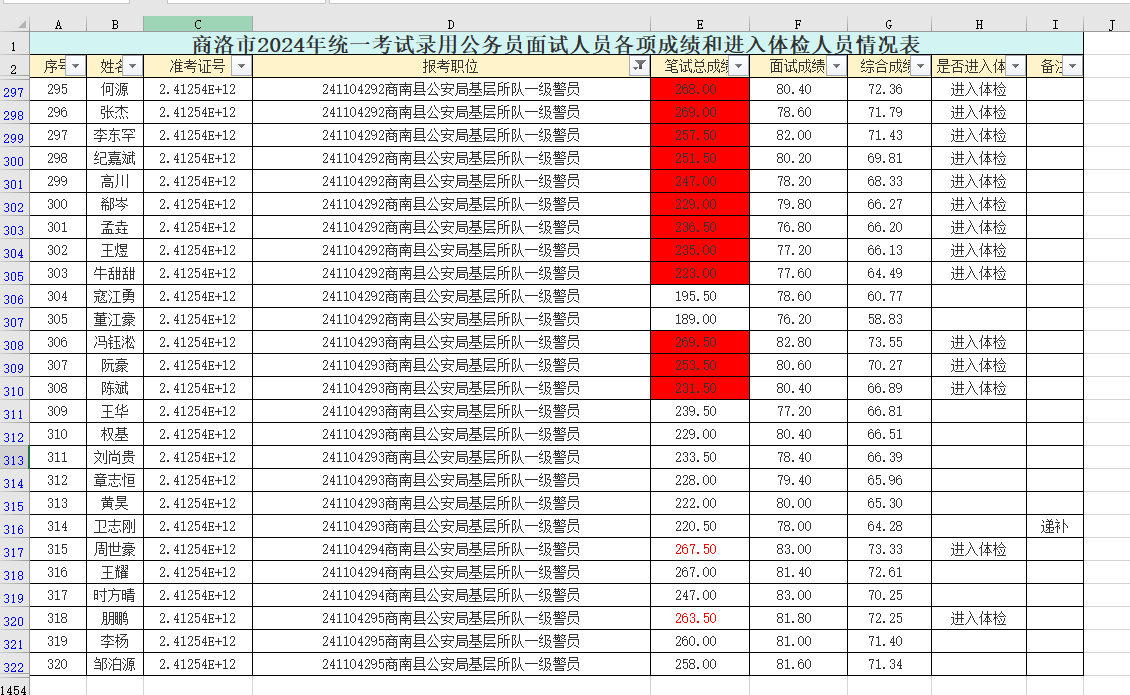 A B C D E F G H I J
1 商洛市2024年统一考试录用公务员面试人员各项成绩和进入体检人员情况表
2 序号 姓名 准考证号 报考职位 笔试总成绩 面试成绩 综合成绩 是否进入体 备注
297 295 何源 2.41254E+12 241104292商南县公安局基层所队一级警员 268.00 80.40 72.36 进入体检
298 296 张杰 2.41254E+12 241104292商南县公安局基层所队一级警员 269.00 78.60 71.79 进入体检
299 297 李东罕 2.41254E+12 241104292商南县公安局基层所队一级警员 257.50 82.00 71.43 进入体检
300 298 纪嘉斌 2.41254E+12 241104292商南县公安局基层所队一级警员 251.50 80.20 69.81 进入体检
301 299 高川 2.41254E+12 241104292商南县公安局基层所队一级警员 247.00 78.20 68.33 进入体检
302 300 郗岑 2.41254E+12 241104292商南县公安局基层所队一级警员 229.00 79.80 66.27 进入体检
303 301 孟垚 2.41254E+12 241104292商南县公安局基层所队一级警员 236.50 76.80 66.20 进入体检
304 302 王煜 2.41254E+12 241104292商南县公安局基层所队一级警员 235.00 77.20 66.13 进入体检
305 303 牛甜甜 2.41254E+12 241104292商南县公安局基层所队一级警员 77.60 64.49 进入体检
306 304 寇江勇 2.41254E+12 241104292商南县公安局基层所队一级警员 195.50 78.60 60.77
307 305 董江豪 2.41254E+12 241104292商南县公安局基层所队一级警员 189.00 76.20 58.83
308 306 冯钰淞 2.41254E+12 241104293商南县公安局基层所队一级警员 269.50 82.80 73.55 进入体检
309 307 阮豪 2.41254E+12 241104293商南县公安局基层所队一级警员 253.50 80.60 70.27 进入体检
310 308 陈斌 2.41254E+12 241104293商南县公安局基层所队一级警员 231.50 80.40 66.89 进入体检
311 309 王华 2.41254E+12 241104293商南县公安局基层所队一级警员 239.50 77.20 66.81
312 310 权基 2.41254E+12 241104293商南县公安局基层所队一级警员 229.00 80.40 66.51
313 311 刘尚贵 2.41254E+12 241104293商南县公安局基层所队一级警员 233.50 78.40 66.39
314 312 章志恒 2.41254E+12 241104293商南县公安局基层所队一级警员 228.00 79.40 65.96
315 313 黄昊 2.41254E+12 241104293商南县公安局基层所队一级警员 222.00 80.00 65.30
316 314 卫志刚 2.41254E+12 241104293商南县公安局基层所队一级警员 220.50 78.00 64.28 递补
317 315 周世豪 2.41254E+12 241104294商南县公安局基层所队一级警员 267.50 83.00 73.33 进入体检
318 316 王耀 2.41254E+12 241104294商南县公安局基层所队一级警员 267.00 81.40 72.61
319 317 时方晴 2.41254E+12 241104294商南县公安局基层所队一级警员 247.00 83.00 70.25
320 318 朋鹏 2.41254E+12 241104295商南县公安局基层所队一级警员 263.50 81.80 72.25 进入体检
321 319 李杨 2.41254E+12 241104295商南县公安局基层所队一级警员 260.00 81.00 71.40
322 320 邹泊源 2.41254E+12 241104295商南县公安局基层所队一级警员 258.00 81.60 71.34
1454